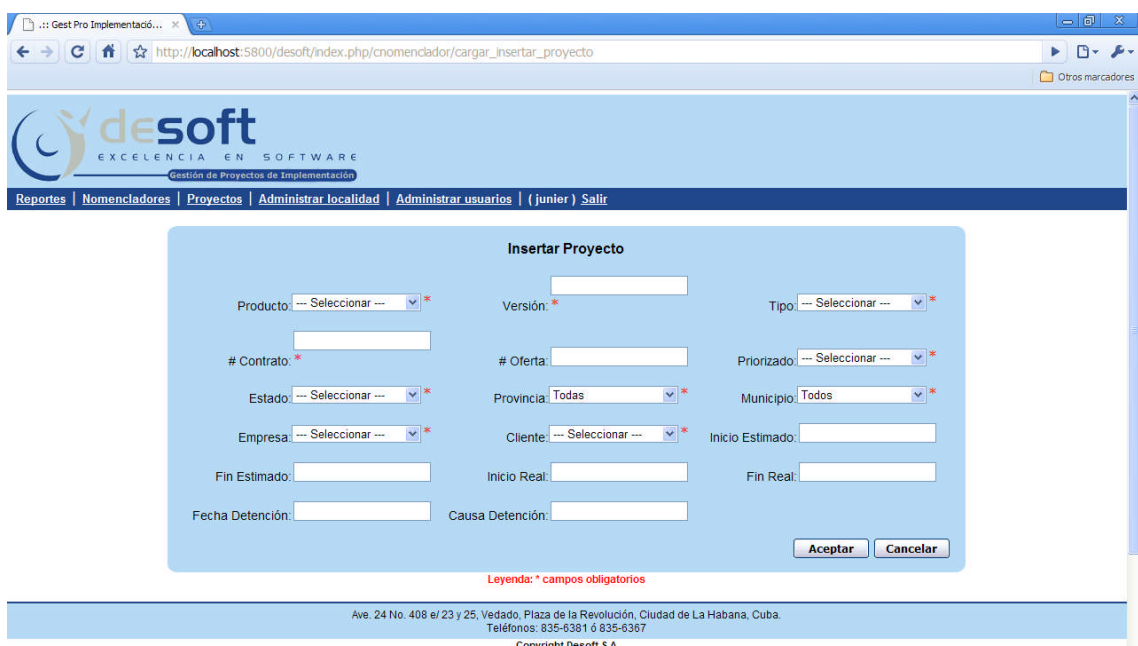 .:: Gest Pro Implementació...
http://localhost:5800/desoft/index.php/cnomenclador/cargar_insertar_proyecto
Otros marcadores
desoft
EXCELENCIA EN SOFTWARE
Gestión de Proyectos de Implementación
Reportes | Nomencladores | Proyectos | Administrar localidad | Administrar usuarios | ( junier ) Salir
Insertar Proyecto
Producto: --- Seleccionar --- * Versión: * Tipo: --- Seleccionar --- *
# Contrato: * # Oferta: Priorizado: --- Seleccionar --- *
Estado: --- Seleccionar --- * Provincia: Todas * Municipio: Todos *
Empresa: --- Seleccionar --- * Cliente: --- Seleccionar --- * Inicio Estimado:
Fin Estimado: Inicio Real: Fin Real:
Fecha Detención: Causa Detención:
Aceptar Cancelar
Leyenda: * campos obligatorios
Ave. 24 No. 408 e/ 23 y 25, Vedado, Plaza de la Revolución, Ciudad de La Habana, Cuba.
Teléfonos: 835-6381 ó 835-6367
Copyright Desoft S.A